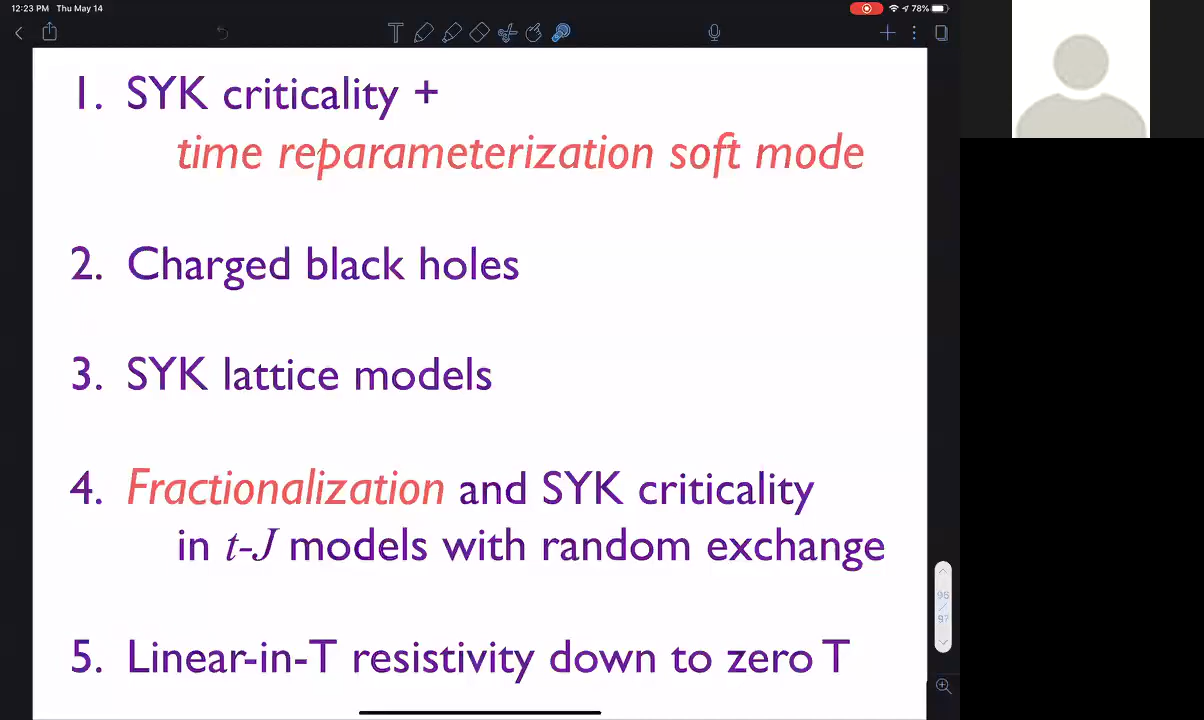 12:23 PM Thu May 14
78%
1. SYK criticality +
time reparameterization soft mode
2. Charged black holes
3. SYK lattice models
4. Fractionalization and SYK criticality
in t-J models with random exchange
5. Linear-in-T resistivity down to zero T
95
/
97